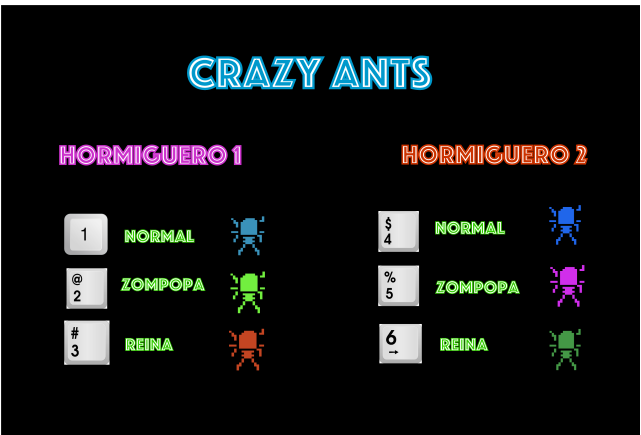 CRAZY ANTS
HORMIGUERO 1
1 NORMAL
@ 2 ZOMPOPA
# 3 REINA
HORMIGUERO 2
$ 4 NORMAL
% 5 ZOMPOPA
6 → REINA